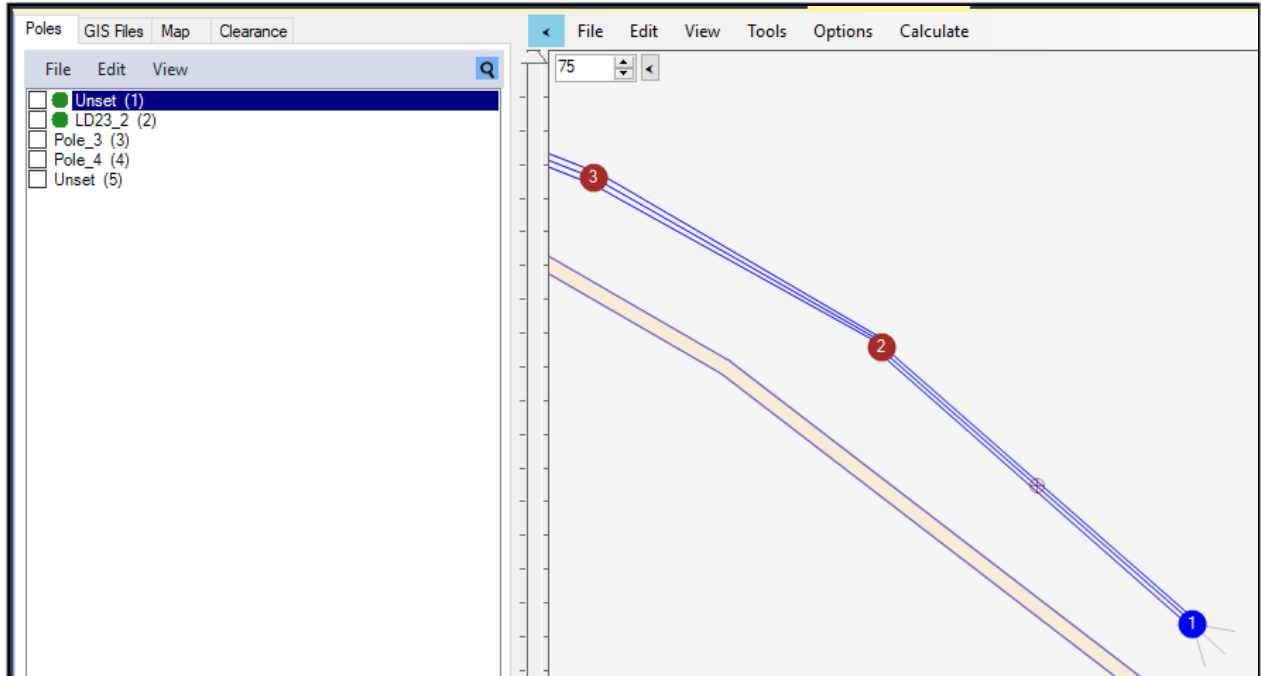 Poles GIS Files Map Clearance
File Edit View Tools Options Calculate
File Edit View
75
Unset (1)
LD23_2 (2)
Pole_3 (3)
Pole_4 (4)
Unset (5)
3
2
1